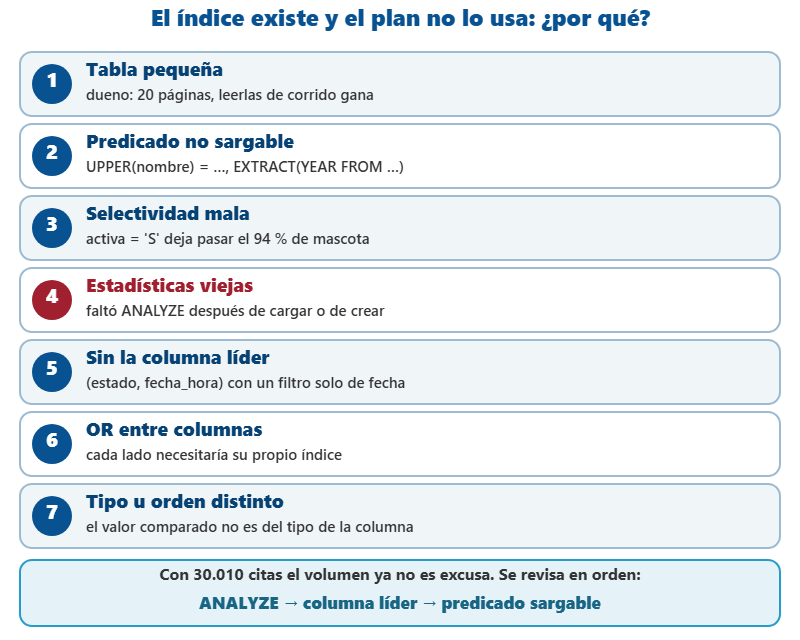 El índice existe y el plan no lo usa: ¿por qué?
1
Tabla pequeña
dueno: 20 páginas, leerlas de corrido gana
2
Predicado no sargable
UPPER(nombre) = ..., EXTRACT(YEAR FROM ...)
3
Selectividad mala
activa = 'S' deja pasar el 94 % de mascota
4
Estadísticas viejas
faltó ANALYZE después de cargar o de crear
5
Sin la columna líder
(estado, fecha_hora) con un filtro solo de fecha
6
OR entre columnas
cada lado necesitaría su propio índice
7
Tipo u orden distinto
el valor comparado no es del tipo de la columna
Con 30.010 citas el volumen ya no es excusa. Se revisa en orden:
ANALYZE → columna líder → predicado sargable